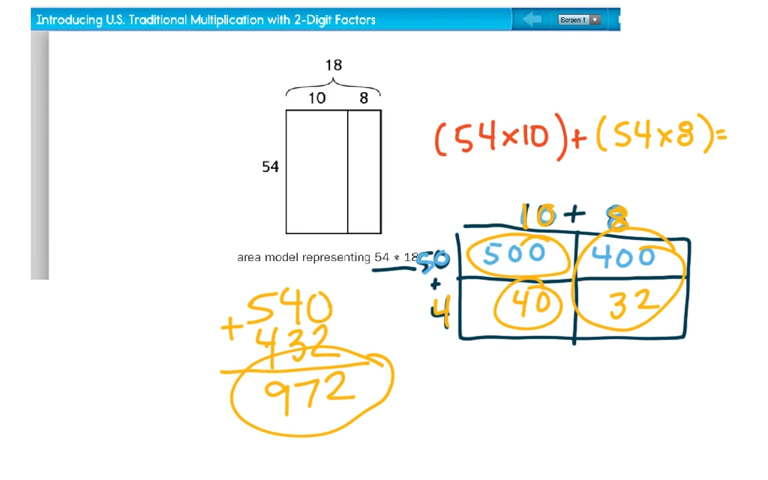 Introducing U.S. Traditional Multiplication with 2-Digit Factors
Screen 1
18
10 8
54
(54×10)+(54×8)=
10 + 8
area model representing 54 * 18
50 500 400
+
4 40 32
540
+432
972